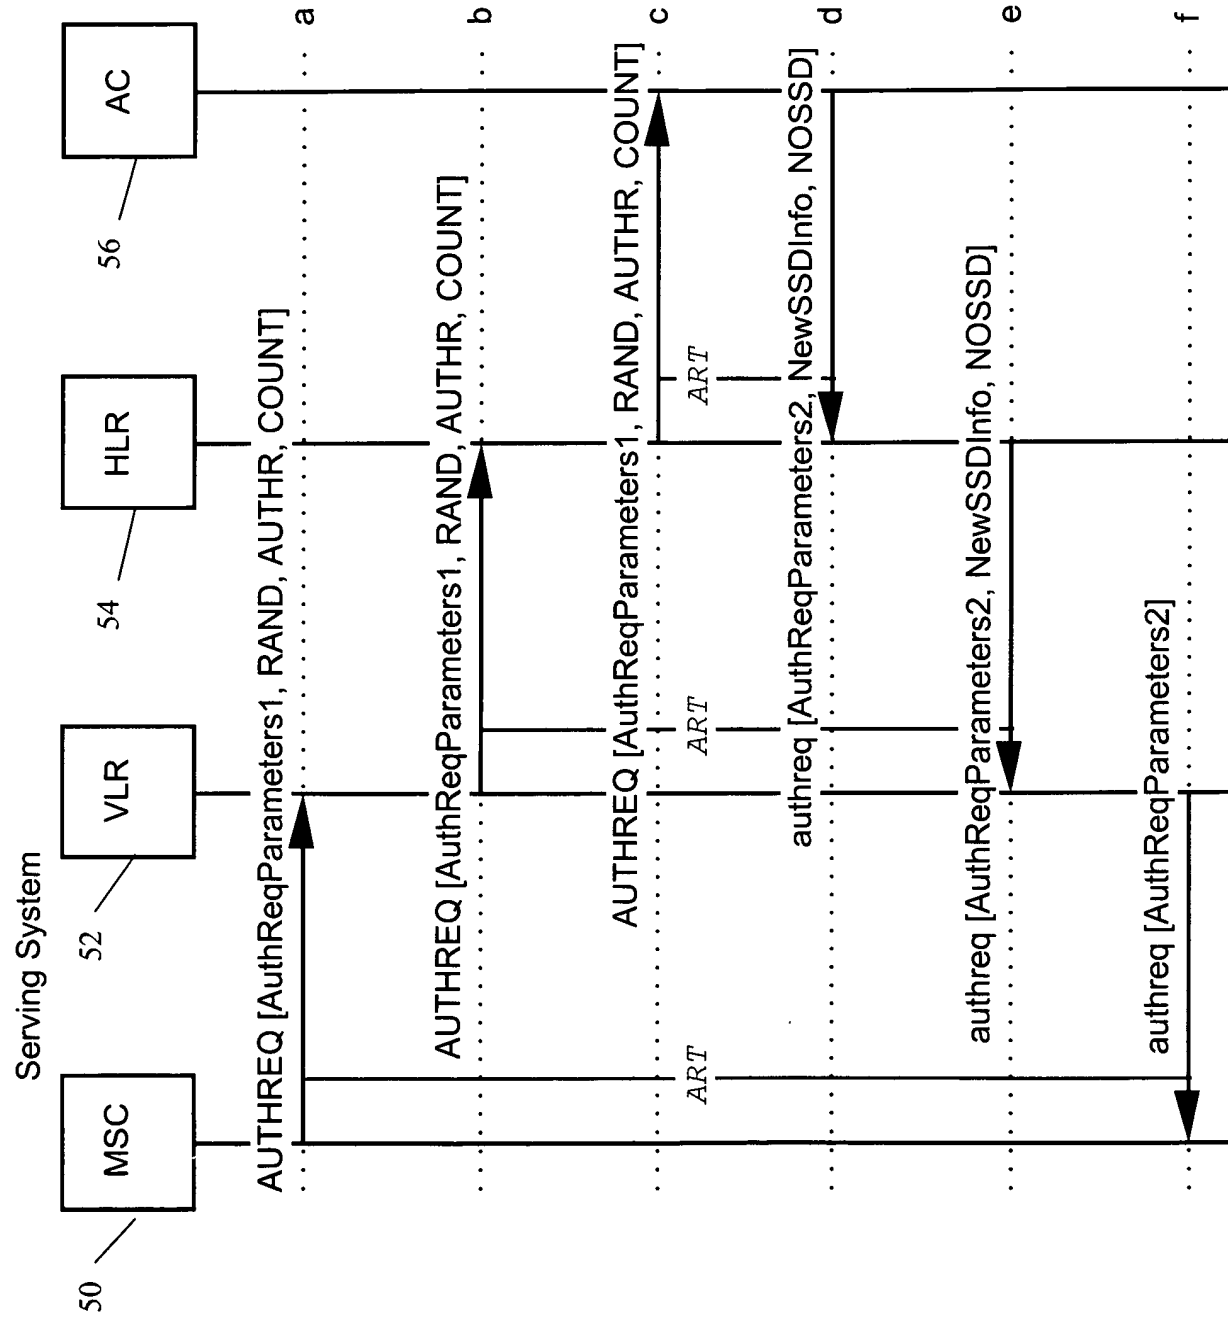 Serving System
MSC
VLR
HLR
AC
50
52
54
56
AUTHREQ [AuthReqParameters1, RAND, AUTHR, COUNT]
a
AUTHREQ [AuthReqParameters1, RAND, AUTHR, COUNT]
b
AUTHREQ [AuthReqParameters1, RAND, AUTHR, COUNT]
c
ART
ART
ART
authreq [AuthReqParameters2, NewSSDInfo, NOSSD]
d
authreq [AuthReqParameters2, NewSSDInfo, NOSSD]
e
authreq [AuthReqParameters2]
f